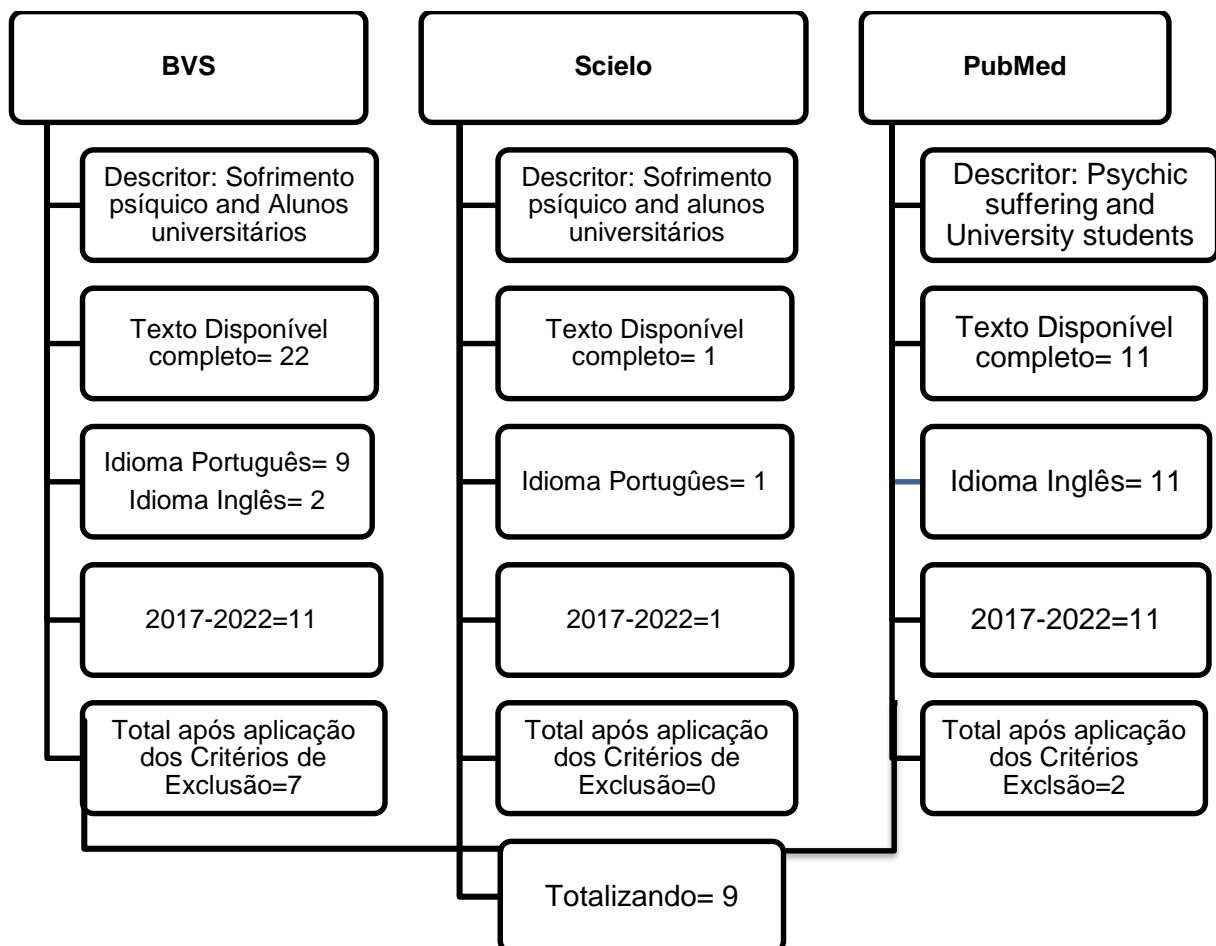 BVS
Descritor: Sofrimento
psíquico and Alunos
universitários
Texto Disponível
completo= 22
Idioma Português= 9
Idioma Inglês= 2
2017-2022=11
Total após aplicação
dos Critérios de
Exclusão=7
Scielo
Descritor: Sofrimento
psíquico and alunos
universitários
Texto Disponível
completo= 1
Idioma Portugûes= 1
2017-2022=1
Total após aplicação
dos Critérios de
Exclusão=0
PubMed
Descritor: Psychic
suffering and
University students
Texto Disponível
completo= 11
Idioma Inglês= 11
2017-2022=11
Total após aplicação
dos Critérios
Exclsão=2
Totalizando= 9